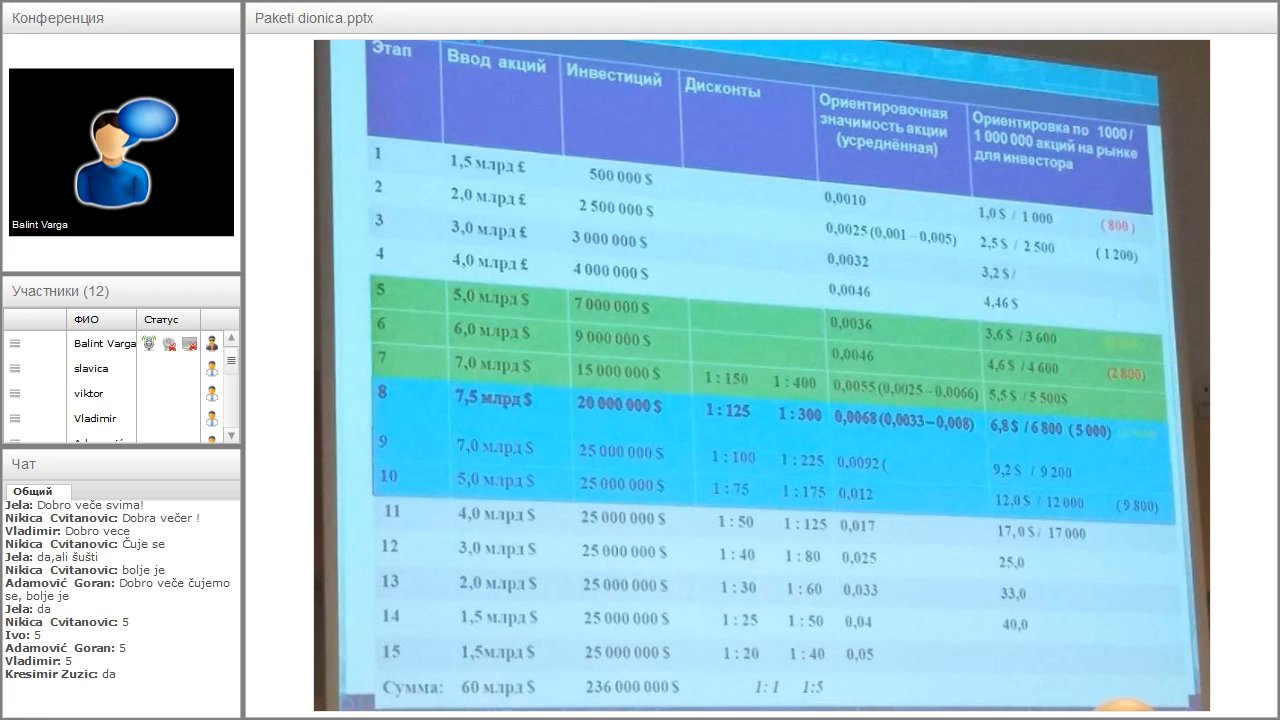 Конференция
Balint Varga
Участники (12)
ФИО Статус
Balint Varga
slavica
viktor
Vladimir
Чат
Общий
Jela: Dobro veče svima!
Nikica Cvitanovic: Dobra večer !
Vladimir: Dobro vece
Nikica Cvitanovic: Čuje se
Jela: da,ali šušti
Nikica Cvitanovic: bolje je
Adamović Goran: Dobro veče čujemo
se, bolje je
Jela: da
Nikica Cvitanovic: 5
Ivo: 5
Adamović Goran: 5
Vladimir: 5
Kresimir Zuzic: da
Paketi dionica.pptx
Этап Ввод акций Инвестиций Дисконты Ориентировочная значимость акции (усреднённая) Ориентировка по 1000 / 1 000 000 акций на рынке для инвестора
1 1,5 млрд £ 500 000 $ 0,0010 1,0 $ / 1 000 ( 800 )
2 2,0 млрд £ 2 500 000 $ 0,0025 (0,001 – 0,005) 2,5 $ / 2 500 ( 1 200)
3 3,0 млрд £ 3 000 000 $ 0,0032 3,2 $ /
4 4,0 млрд £ 4 000 000 $ 0,0046 4,46 $
5 5,0 млрд $ 7 000 000 $ 0,0036 3,6 $ / 3 600
6 6,0 млрд $ 9 000 000 $ 0,0046 4,6 $ / 4 600 (2 800)
7 7,0 млрд $ 15 000 000 $ 1 : 150 1 : 400 0,0055 (0,0025 – 0,0066) 5,5 $ / 5 500$
8 7,5 млрд $ 20 000 000 $ 1 : 125 1 : 300 0,0068 (0,0033 – 0,008) 6,8 $ / 6 800 (5 000)
9 7,0 млрд $ 25 000 000 $ 1 : 100 1 : 225 0,0092 ( 9,2 $ / 9 200
10 5,0 млрд $ 25 000 000 $ 1 : 75 1 : 175 0,012 12,0 $ / 12 000 ( 9 800)
11 4,0 млрд $ 25 000 000 $ 1 : 50 1 : 125 0,017 17,0 $ / 17 000
12 3,0 млрд $ 25 000 000 $ 1 : 40 1 : 80 0,025 25,0
13 2,0 млрд $ 25 000 000 $ 1 : 30 1 : 60 0,033 33,0
14 1,5 млрд $ 25 000 000 $ 1 : 25 1 : 50 0,04 40,0
15 1,5млрд $ 25 000 000 $ 1 : 20 1 : 40 0,05
Сумма: 60 млрд $ 236 000 000 $ 1: 1 1:5